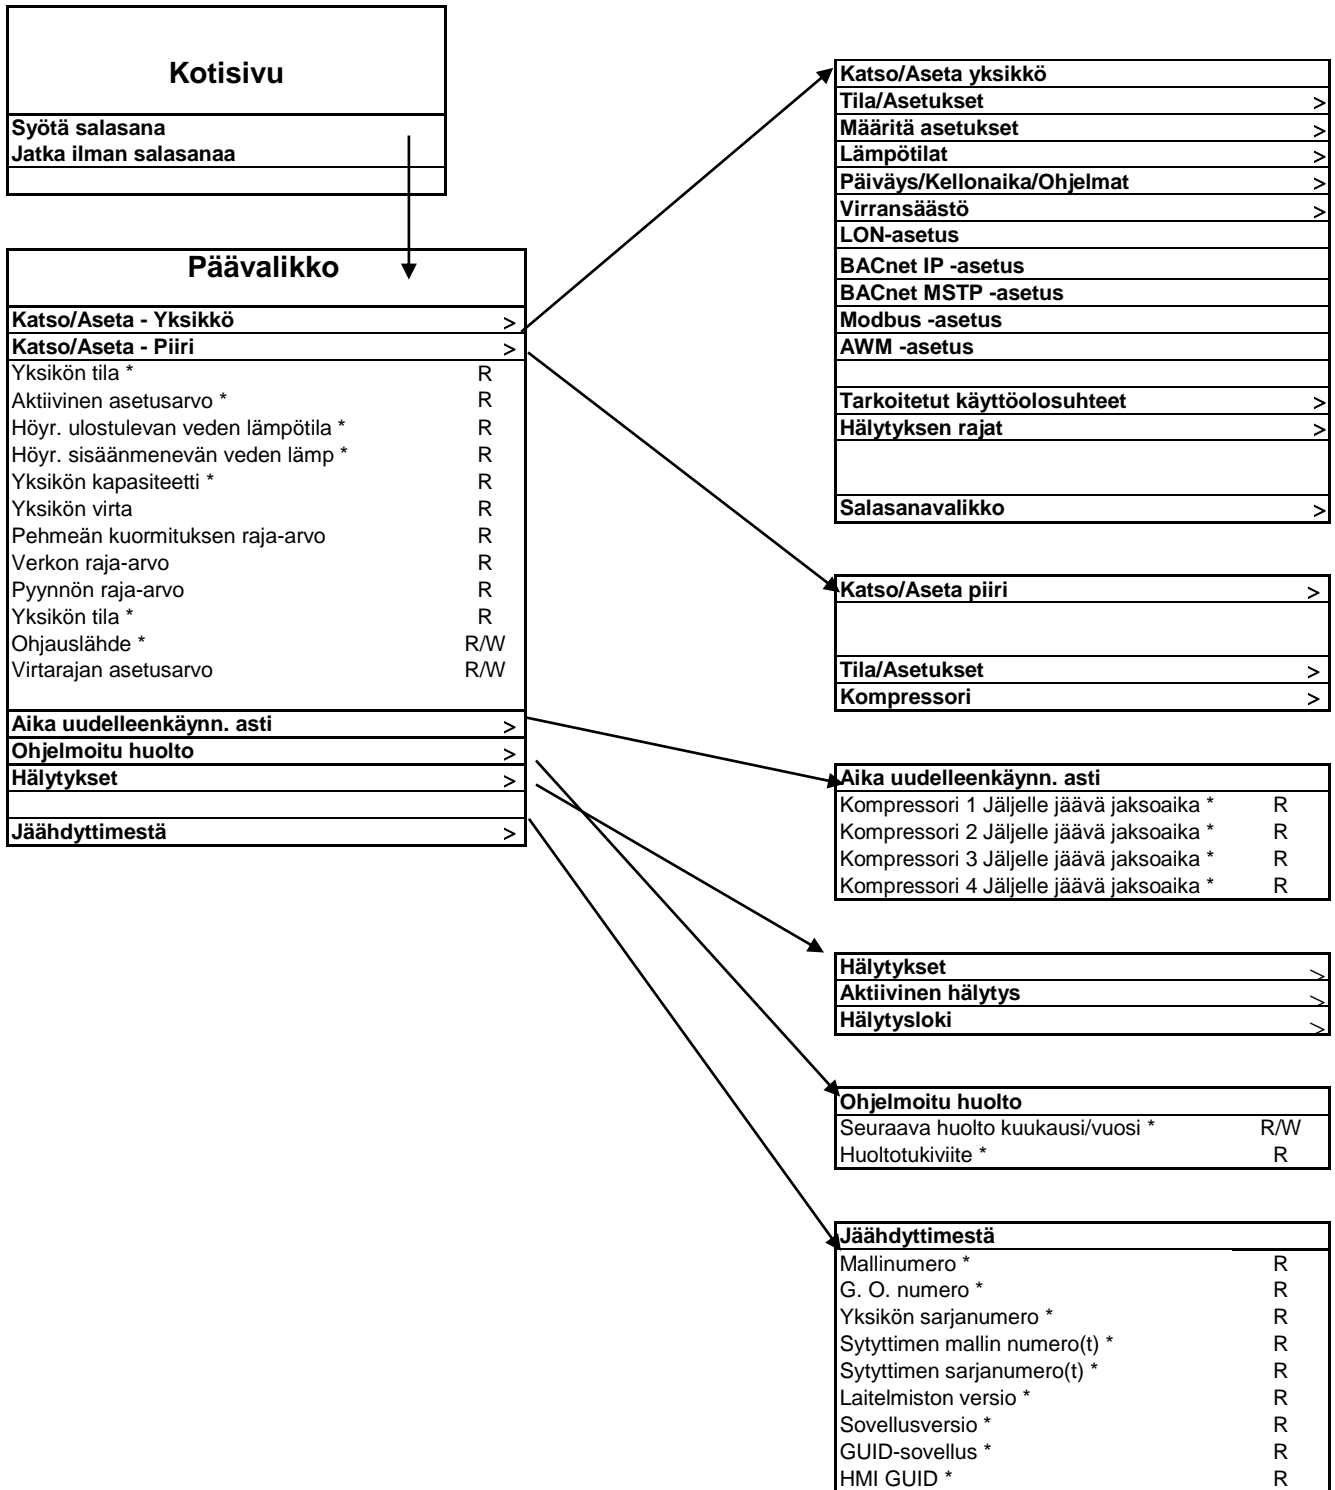 Kotisivu
Syötä salasana
Jatka ilman salasanaa
Päävalikko
Katso/Aseta - Yksikkö >
Katso/Aseta - Piiri >
Yksikön tila * R
Aktiivinen asetusarvo * R
Höyr. ulostulevan veden lämpötila * R
Höyr. sisäänmenevän veden lämp * R
Yksikön kapasiteetti * R
Yksikön virta R
Pehmeän kuormituksen raja-arvo R
Verkon raja-arvo R
Pyynnön raja-arvo R
Yksikön tila * R
Ohjauslähde * R/W
Virtarajan asetusarvo R/W
Aika uudelleenkäynn. asti >
Ohjelmoitu huolto >
Hälytykset >
Jäähdyttimestä >
Katso/Aseta yksikkö
Tila/Asetukset >
Määritä asetukset >
Lämpötilat >
Päiväys/Kellonaika/Ohjelmat >
Virransäästö >
LON-asetus
BACnet IP -asetus
BACnet MSTP -asetus
Modbus -asetus
AWM -asetus
Tarkoitetut käyttöolosuhteet >
Hälytyksen rajat >
Salasanavalikko >
Katso/Aseta piiri >
Tila/Asetukset >
Kompressori >
Aika uudelleenkäynn. asti
Kompressori 1 Jäljelle jäävä jaksoaika * R
Kompressori 2 Jäljelle jäävä jaksoaika * R
Kompressori 3 Jäljelle jäävä jaksoaika * R
Kompressori 4 Jäljelle jäävä jaksoaika * R
Hälytykset >
Aktiivinen hälytys >
Hälytysloki >
Ohjelmoitu huolto
Seuraava huolto kuukausi/vuosi * R/W
Huoltotukiviite * R
Jäähdyttimestä
Mallinumero * R
G. O. numero * R
Yksikön sarjanumero * R
Sytyttimen mallin numero(t) * R
Sytyttimen sarjanumero(t) * R
Laitelmiston versio * R
Sovellusversio * R
GUID-sovellus * R
HMI GUID * R